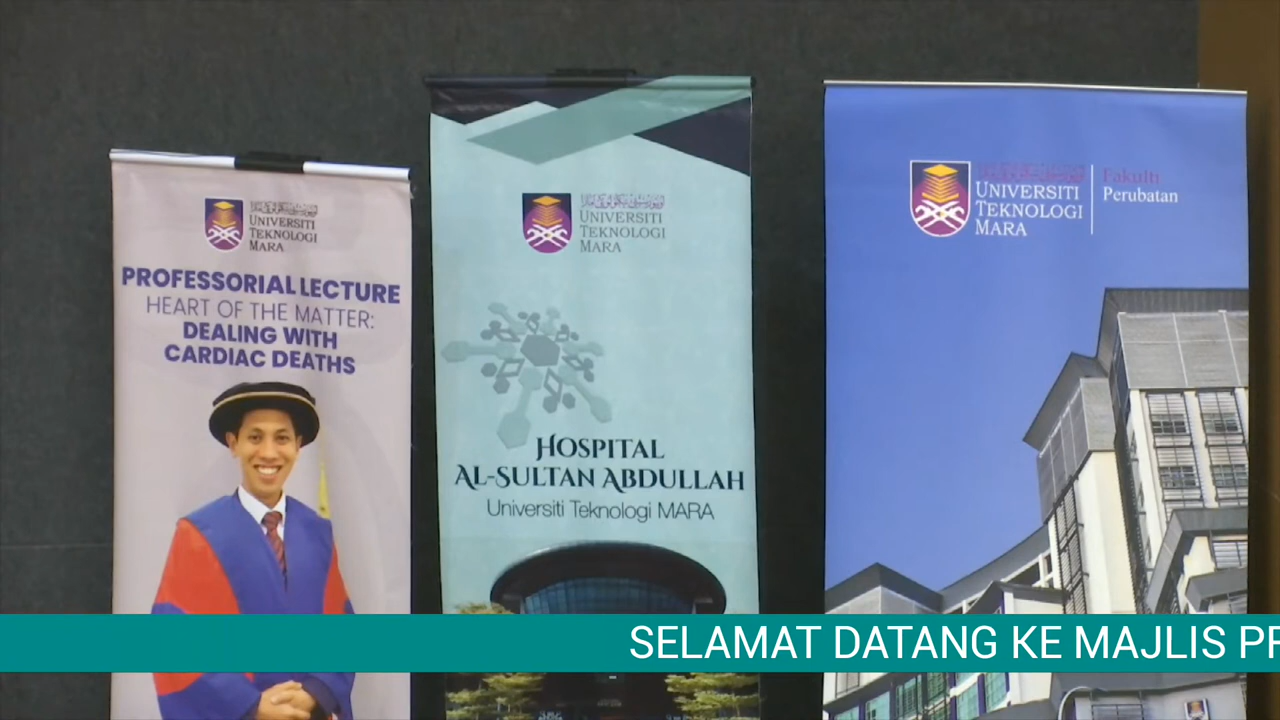 UNIVERSITI
TEKNOLOGI
MARA
PROFESSORIAL LECTURE
HEART OF THE MATTER:
DEALING WITH
CARDIAC DEATHS
UNIVERSITI
TEKNOLOGI
MARA
HOSPITAL
AL-SULTAN ABDULLAH
Universiti Teknologi MARA
UNIVERSITI
TEKNOLOGI
MARA
Fakulti
Perubatan
SELAMAT DATANG KE MAJLIS